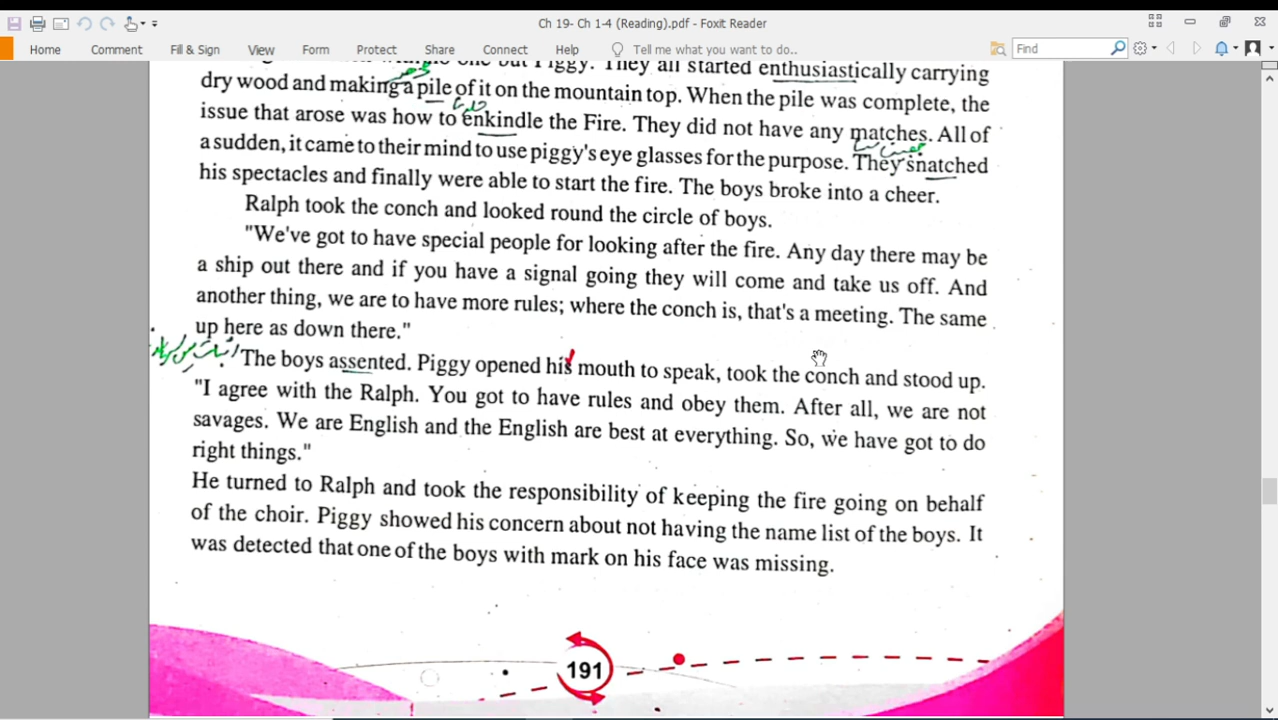 Ch 19- Ch 1-4 (Reading).pdf - Foxit Reader
Home Comment Fill & Sign View Form Protect Share Connect Help Tell me what you want to do.. Find
one but Piggy. They all started enthusiastically carrying
dry wood and making a pile of it on the mountain top. When the pile was complete, the
issue that arose was how to enkindle the Fire. They did not have any matches. All of
a sudden, it came to their mind to use piggy's eye glasses for the purpose. They snatched
his spectacles and finally were able to start the fire. The boys broke into a cheer.
Ralph took the conch and looked round the circle of boys.
"We've got to have special people for looking after the fire. Any day there may be
a ship out there and if you have a signal going they will come and take us off. And
another thing, we are to have more rules; where the conch is, that's a meeting. The same
up here as down there."
The boys assented. Piggy opened his mouth to speak, took the conch and stood up.
"I agree with the Ralph. You got to have rules and obey them. After all, we are not
savages. We are English and the English are best at everything. So, we have got to do
right things."
He turned to Ralph and took the responsibility of keeping the fire going on behalf
of the choir. Piggy showed his concern about not having the name list of the boys. It
was detected that one of the boys with mark on his face was missing.
191